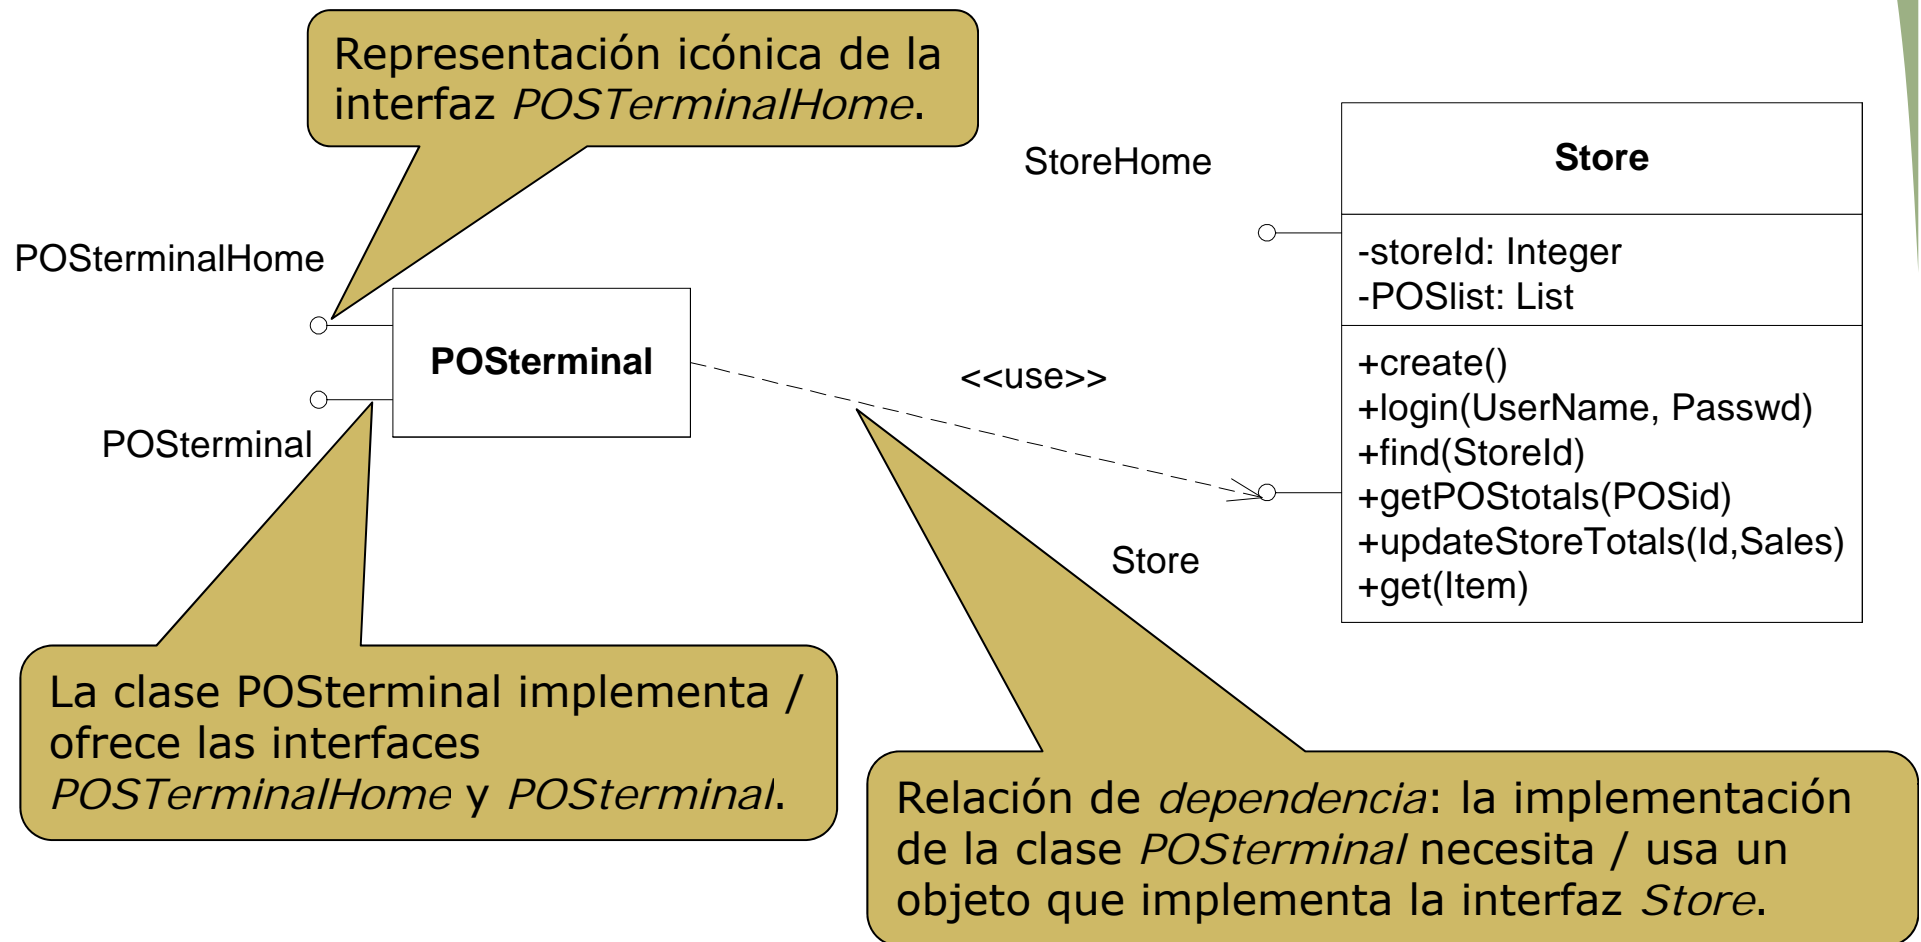 Representación icónica de la
interfaz POSTerminalHome.
StoreHome
Store
POSterminalHome
-storeId: Integer
-POSlist: List
POSterminal
<<use>>
+create()
+login(UserName, Passwd)
+find(StoreId)
+getPOStotals(POSid)
+updateStoreTotals(Id,Sales)
+get(Item)
POSterminal
Store
La clase POSterminal implementa /
ofrece las interfaces
POSTerminalHome y POSterminal.
Relación de dependencia: la implementación
de la clase POSterminal necesita / usa un
objeto que implementa la interfaz Store.